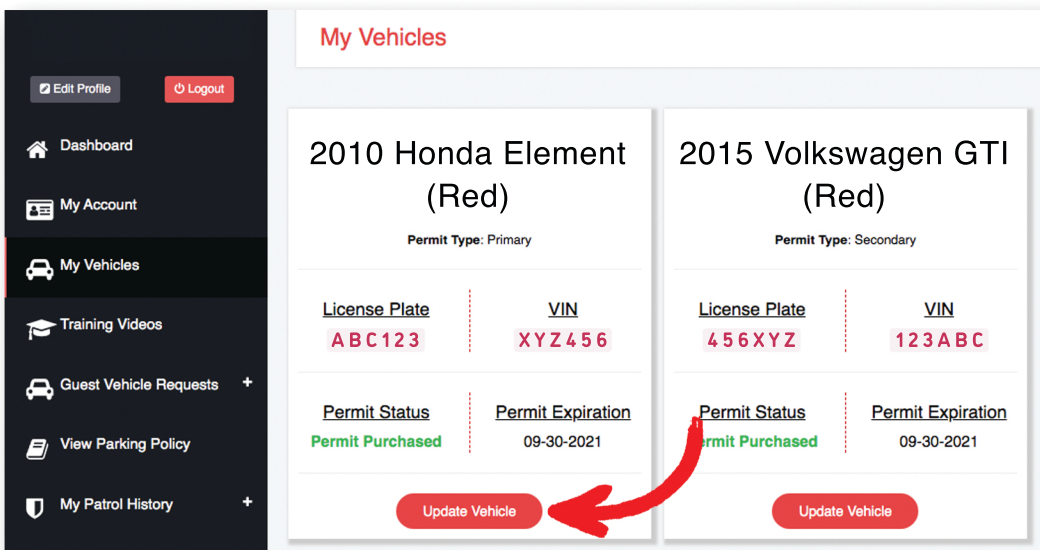 My Vehicles
Edit Profile
Logout
Dashboard
My Account
My Vehicles
Training Videos
Guest Vehicle Requests +
View Parking Policy
My Patrol History +
2010 Honda Element
(Red)
Permit Type: Primary
License Plate
VIN
ABC123
XYZ456
Permit Status
Permit Expiration
Permit Purchased
09-30-2021
Update Vehicle
2015 Volkswagen GTI
(Red)
Permit Type: Secondary
License Plate
VIN
456XYZ
123ABC
Permit Status
Permit Expiration
ermit Purchased
09-30-2021
Update Vehicle